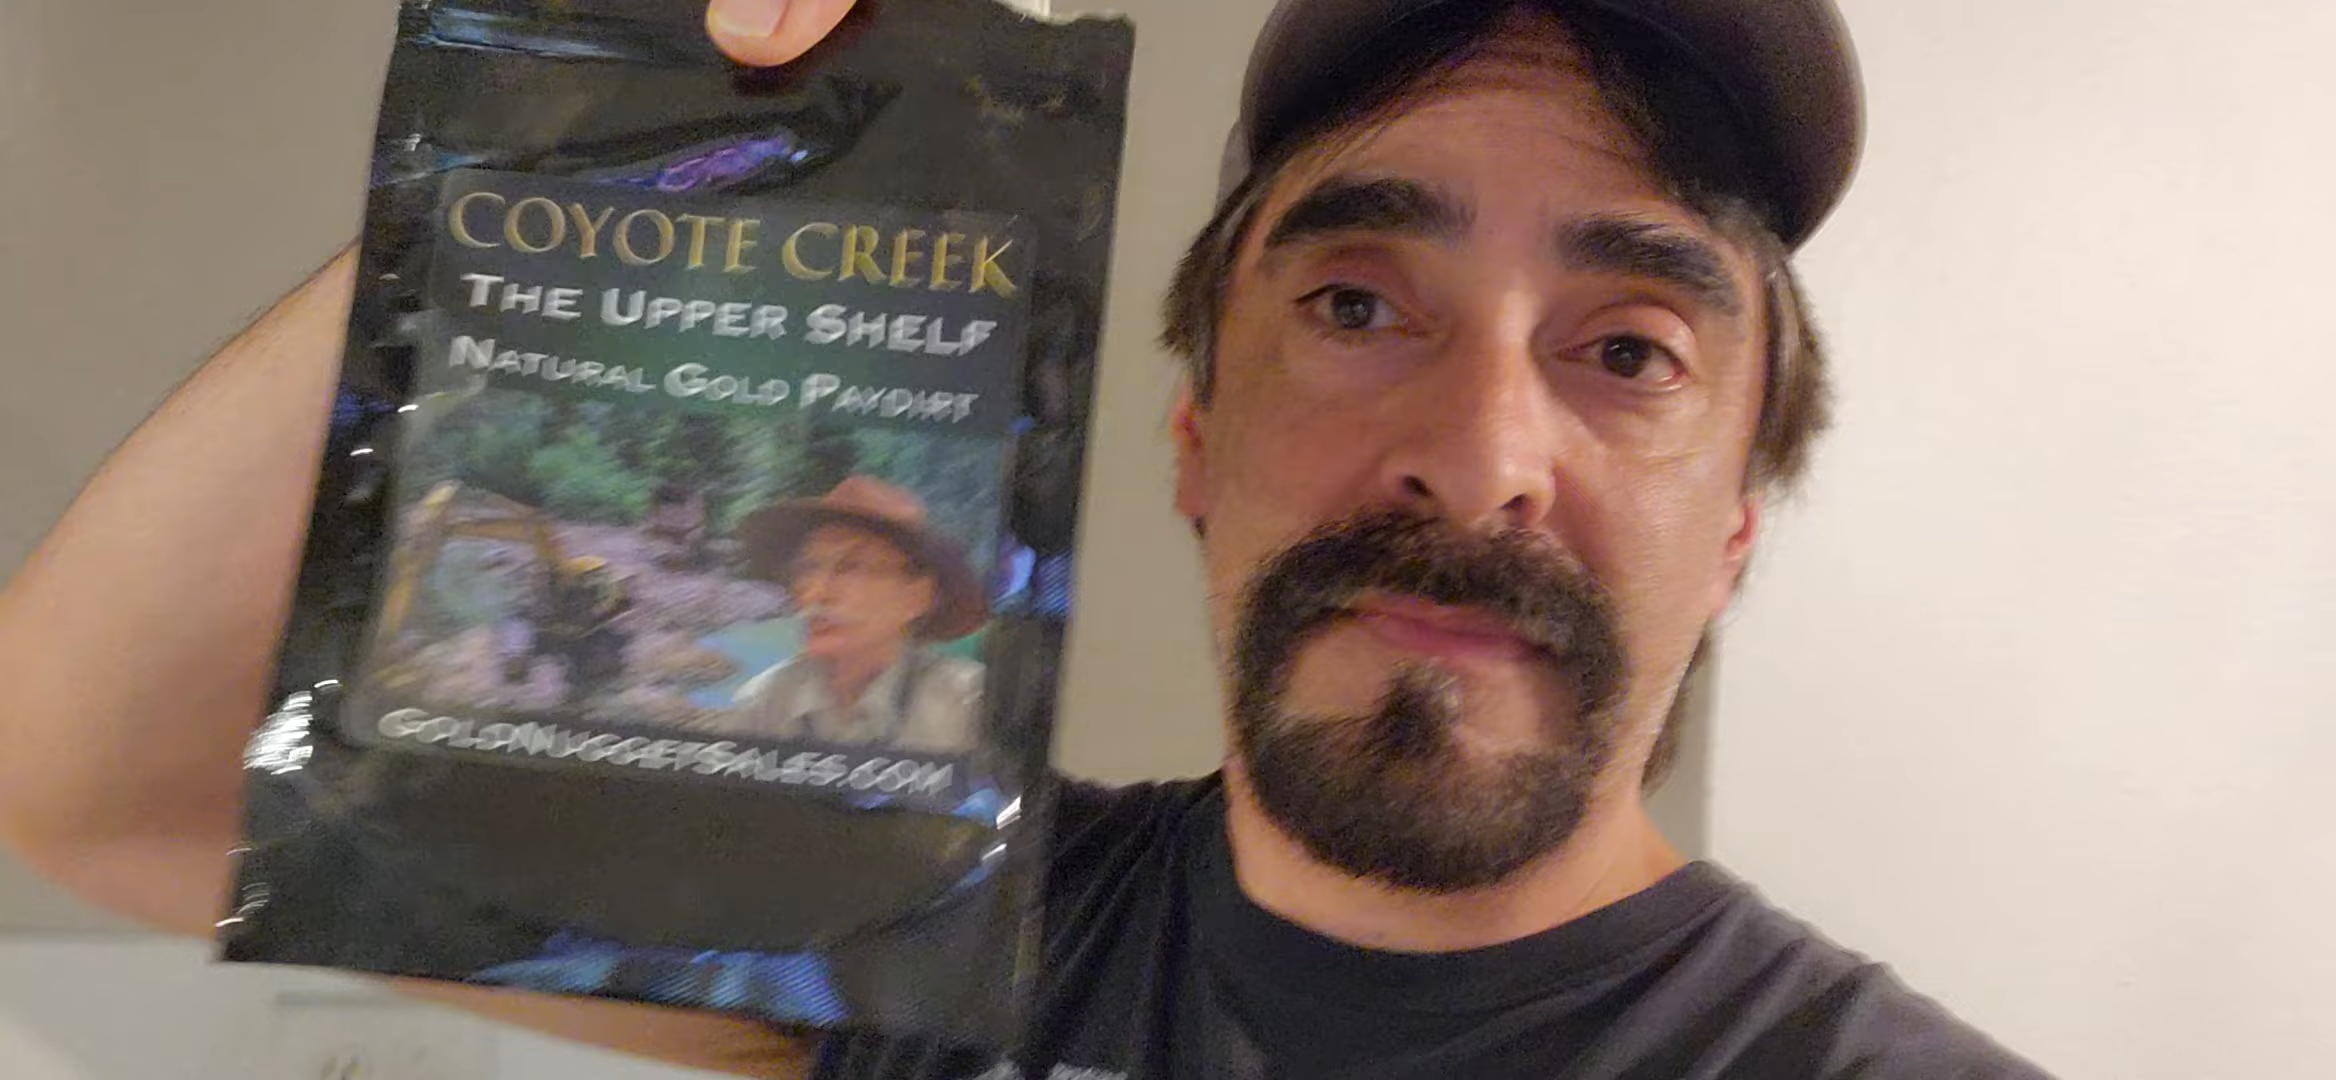 COYOTE CREEK
THE UPPER SHELF
NATURAL GOLD PAYDIRT
GOLDNUGGETSALES.COM